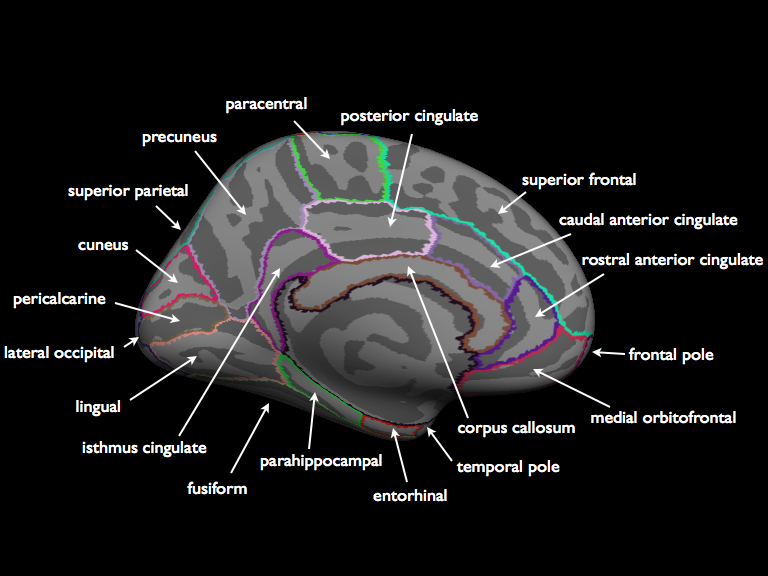 paracentral
posterior cingulate
precuneus
superior frontal
superior parietal
caudal anterior cingulate
cuneus
rostral anterior cingulate
pericalcarine
lateral occipital
frontal pole
lingual
medial orbitofrontal
corpus callosum
isthmus cingulate
parahippocampal
temporal pole
fusiform
entorhinal